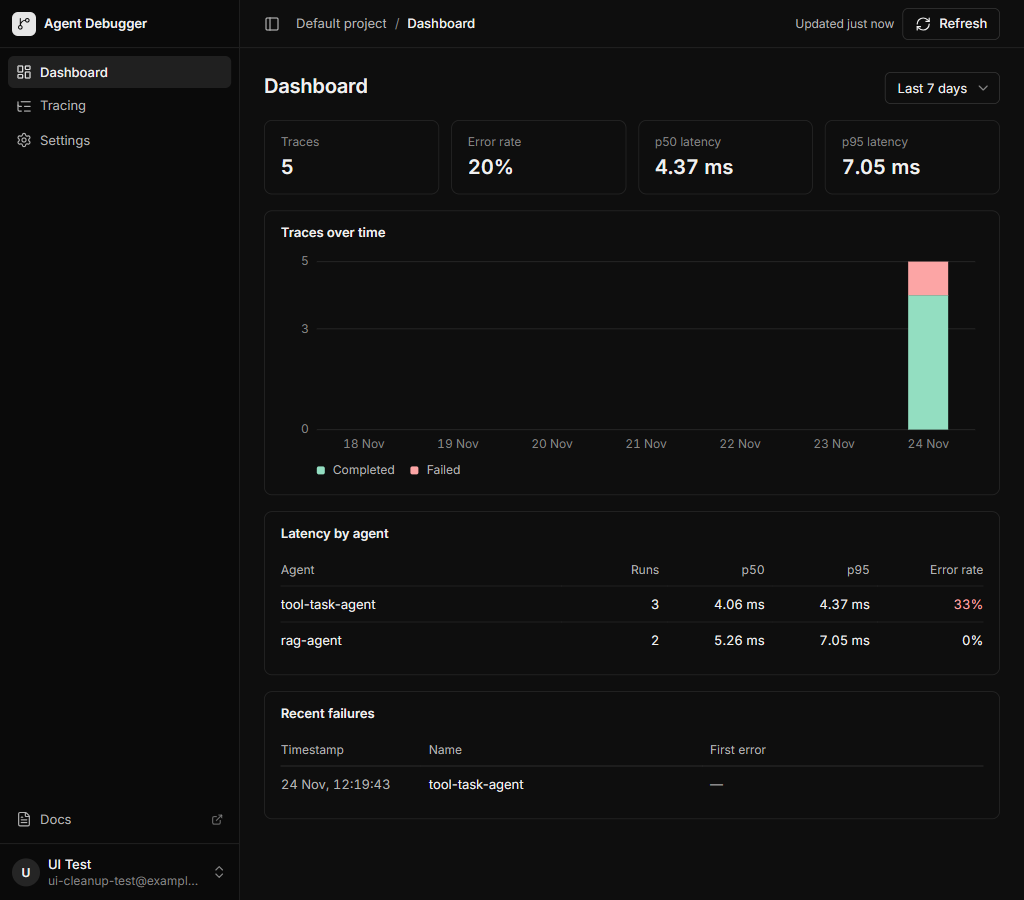 Agent Debugger
Default project / Dashboard
Updated just now
Refresh
Dashboard
Tracing
Settings
Dashboard
Last 7 days
Traces
5
Error rate
20%
p50 latency
4.37 ms
p95 latency
7.05 ms
Traces over time
5
3
0
18 Nov 19 Nov 20 Nov 21 Nov 22 Nov 23 Nov 24 Nov
Completed Failed
Latency by agent
Agent Runs p50 p95 Error rate
tool-task-agent 3 4.06 ms 4.37 ms 33%
rag-agent 2 5.26 ms 7.05 ms 0%
Recent failures
Timestamp Name First error
24 Nov, 12:19:43 tool-task-agent —
Docs
U
UI Test
ui-cleanup-test@exampl...